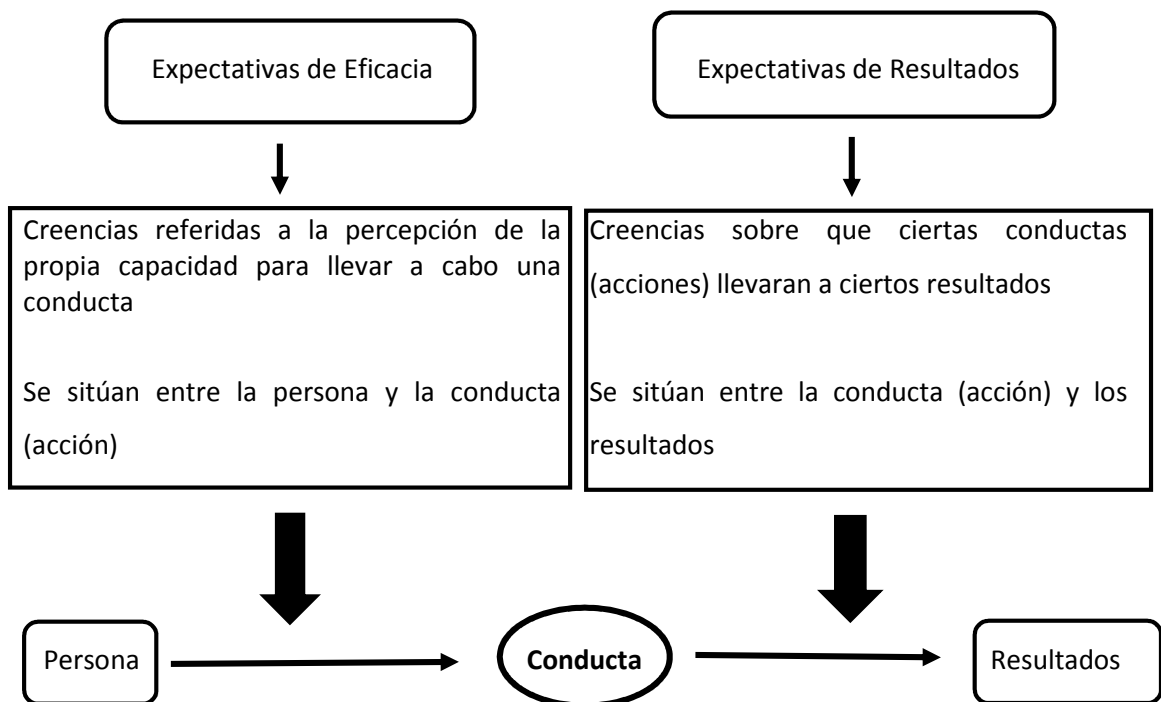 Expectativas de Eficacia
Expectativas de Resultados
Creencias referidas a la percepción de la
propia capacidad para llevar a cabo una
conducta
Se sitúan entre la persona y la conducta
(acción)
Creencias sobre que ciertas conductas
(acciones) llevaran a ciertos resultados
Se sitúan entre la conducta (acción) y los
resultados
Persona
Conducta
Resultados